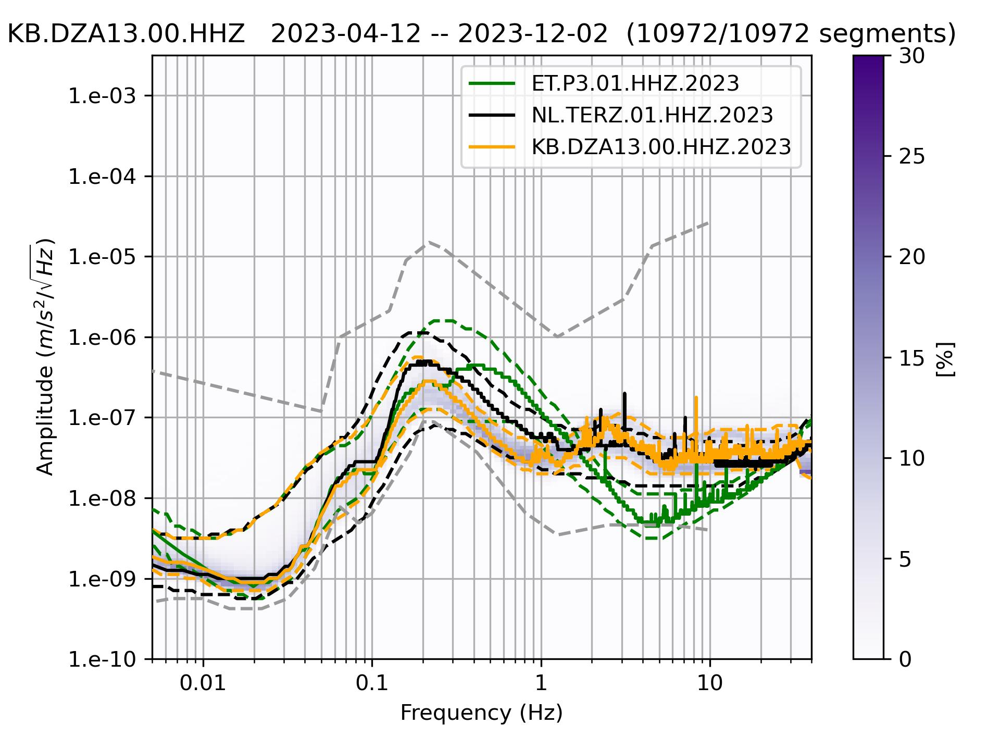 KB.DZA13.00.HHZ 2023-04-12 -- 2023-12-02 (10972/10972 segments)
ET.P3.01.HHZ.2023
NL.TERZ.01.HHZ.2023
KB.DZA13.00.HHZ.2023
1.e-03
1.e-04
1.e-05
1.e-06
1.e-07
1.e-08
1.e-09
1.e-10
Amplitude (m/s²/√Hz)
0.01
0.1
1
10
Frequency (Hz)
30
25
20
15
10
5
0
[%]